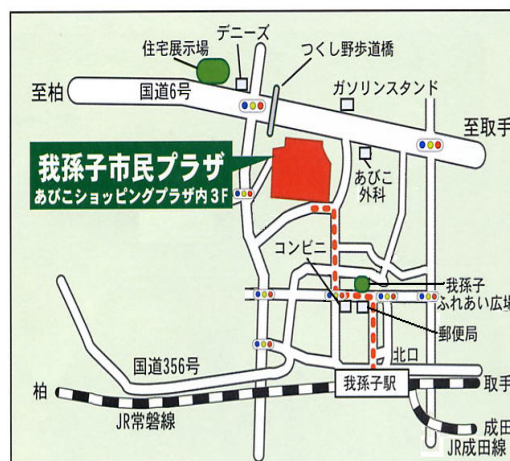 デニーズ
住宅展示場
つくし野歩道橋
至柏
国道6号
ガソリンスタンド
至取手
我孫子市民プラザ
あびこショッピングプラザ内3F
あびこ
外科
コンビニ
我孫子
ふれあい広場
郵便局
国道356号
北口
柏
我孫子駅
取手
JR常磐線
成田
JR成田線